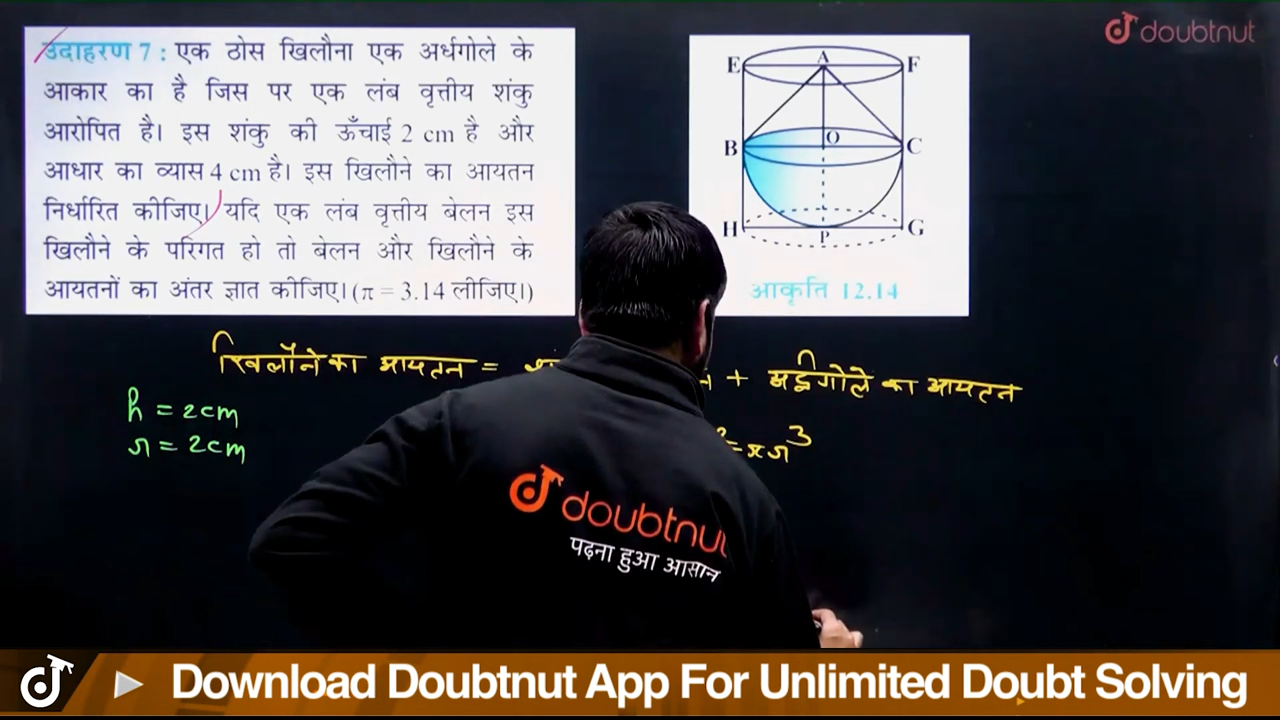 doubtnut
उदाहरण 7 : एक ठोस खिलौना एक अर्धगोले के
आकार का है जिस पर एक लंब वृत्तीय शंकु
आरोपित है। इस शंकु की ऊँचाई 2 cm है और
आधार का व्यास 4 cm है। इस खिलौने का आयतन
निर्धारित कीजिए। यदि एक लंब वृत्तीय बेलन इस
खिलौने के परिगत हो तो बेलन और खिलौने के
आयतनों का अंतर ज्ञात कीजिए। (π = 3.14 लीजिए।)
E A F
B O C
H P G
आकृति 12.14
खिलौने का आयतन = + अर्द्धगोले का आयतन
h = 2cm
r = 2cm
πr³
doubtnut
पढ़ना हुआ आसान
Download Doubtnut App For Unlimited Doubt Solving